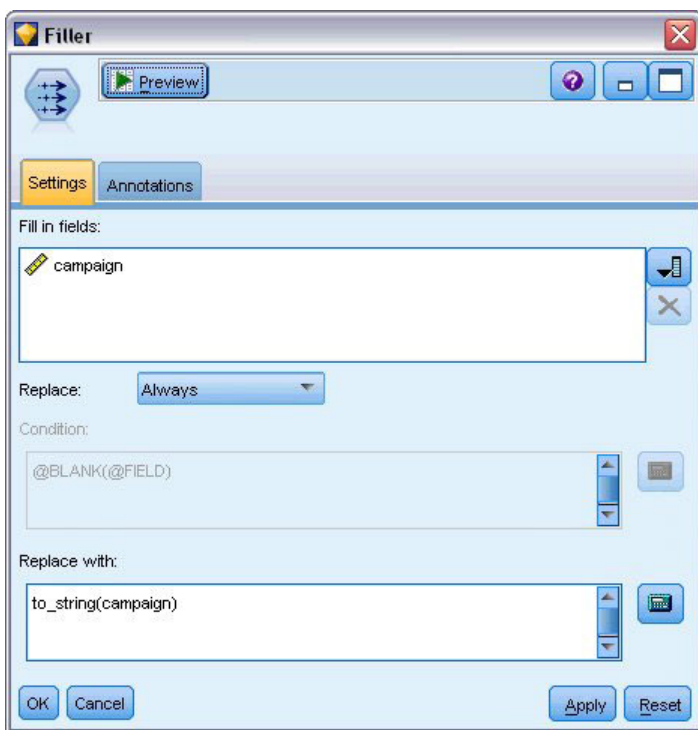 Filler
Preview
Settings Annotations
Fill in fields:
campaign
Replace: Always
Condition:
@BLANK(@FIELD)
Replace with:
to_string(campaign)
OK Cancel Apply Reset